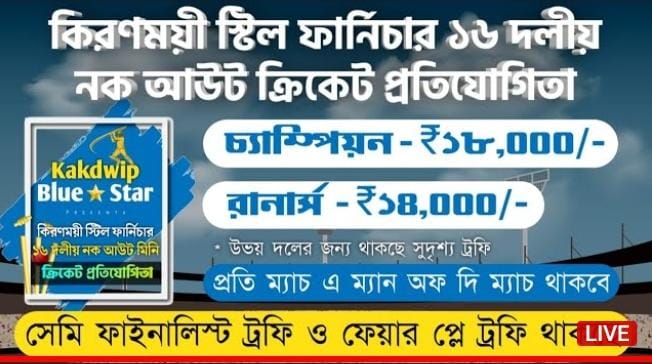 কিরণময়ী স্টিল ফার্নিচার ১৬ দলীয়
নক আউট ক্রিকেট প্রতিযোগিতা
Kakdwip
Blue ★ Star
PRESENTS
কিরণময়ী স্টিল ফার্নিচার
১৬ দলীয় নক আউট মিনি
ক্রিকেট প্রতিযোগিতা
চ্যাম্পিয়ন - ₹১৮,০০০/-
রানার্স - ₹১৪,০০০/-
* উভয় দলের জন্য থাকছে সুদৃশ্য ট্রফি
প্রতি ম্যাচ এ ম্যান অফ দি ম্যাচ থাকবে
সেমি ফাইনালিস্ট ট্রফি ও ফেয়ার প্লে ট্রফি
LIVE